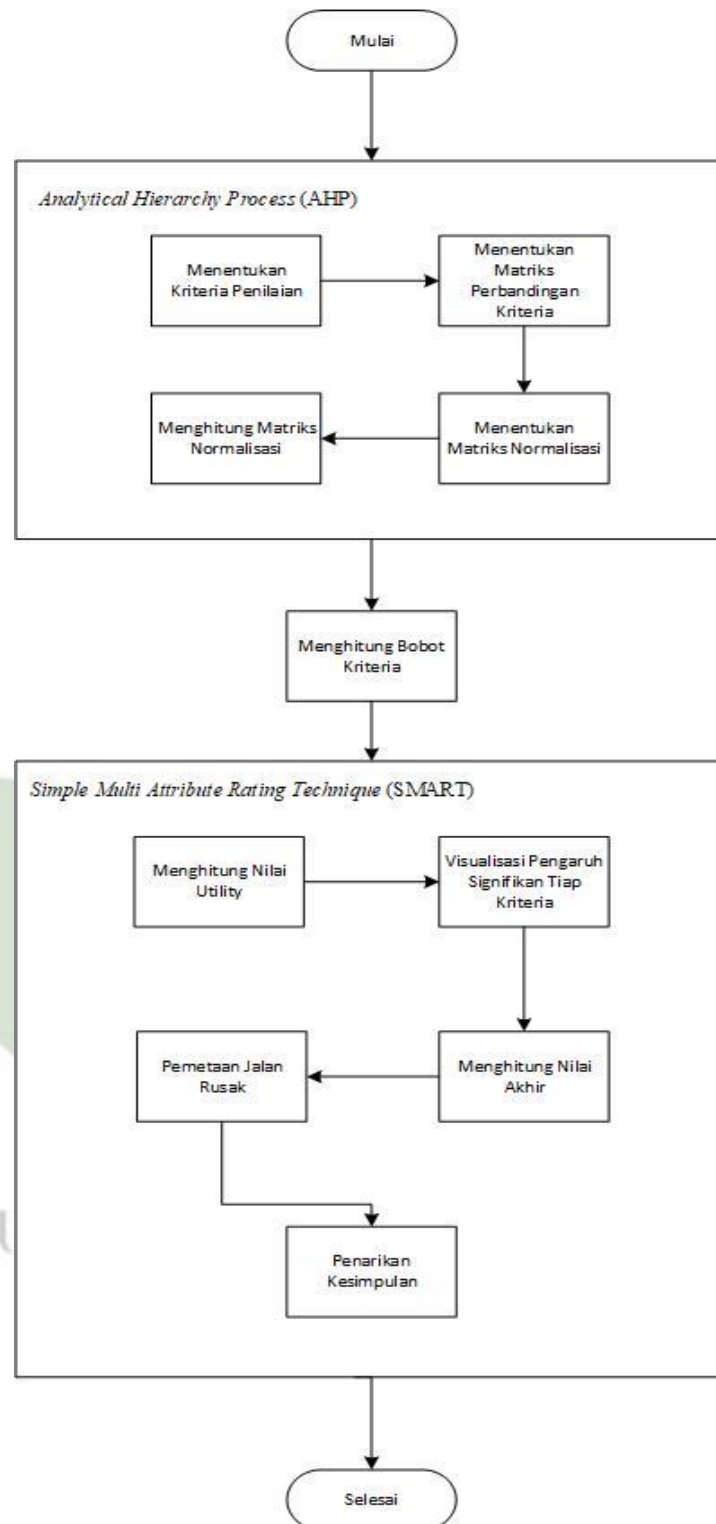 Mulai
Analytical Hierarchy Process (AHP)
Menentukan
Kriteria Penilaian
Menentukan
Matriks
Perbandingan
Kriteria
Menentukan
Matriks Normalisasi
Menghitung Matriks
Normalisasi
Menghitung Bobot
Kriteria
Simple Multi Attribute Rating Technique (SMART)
Menghitung Nilai
Utility
Visualisasi Pengaruh
Signifikan Tiap
Kriteria
Menghitung Nilai
Akhir
Pemetaan Jalan
Rusak
Penarikan
Kesimpulan
Selesai